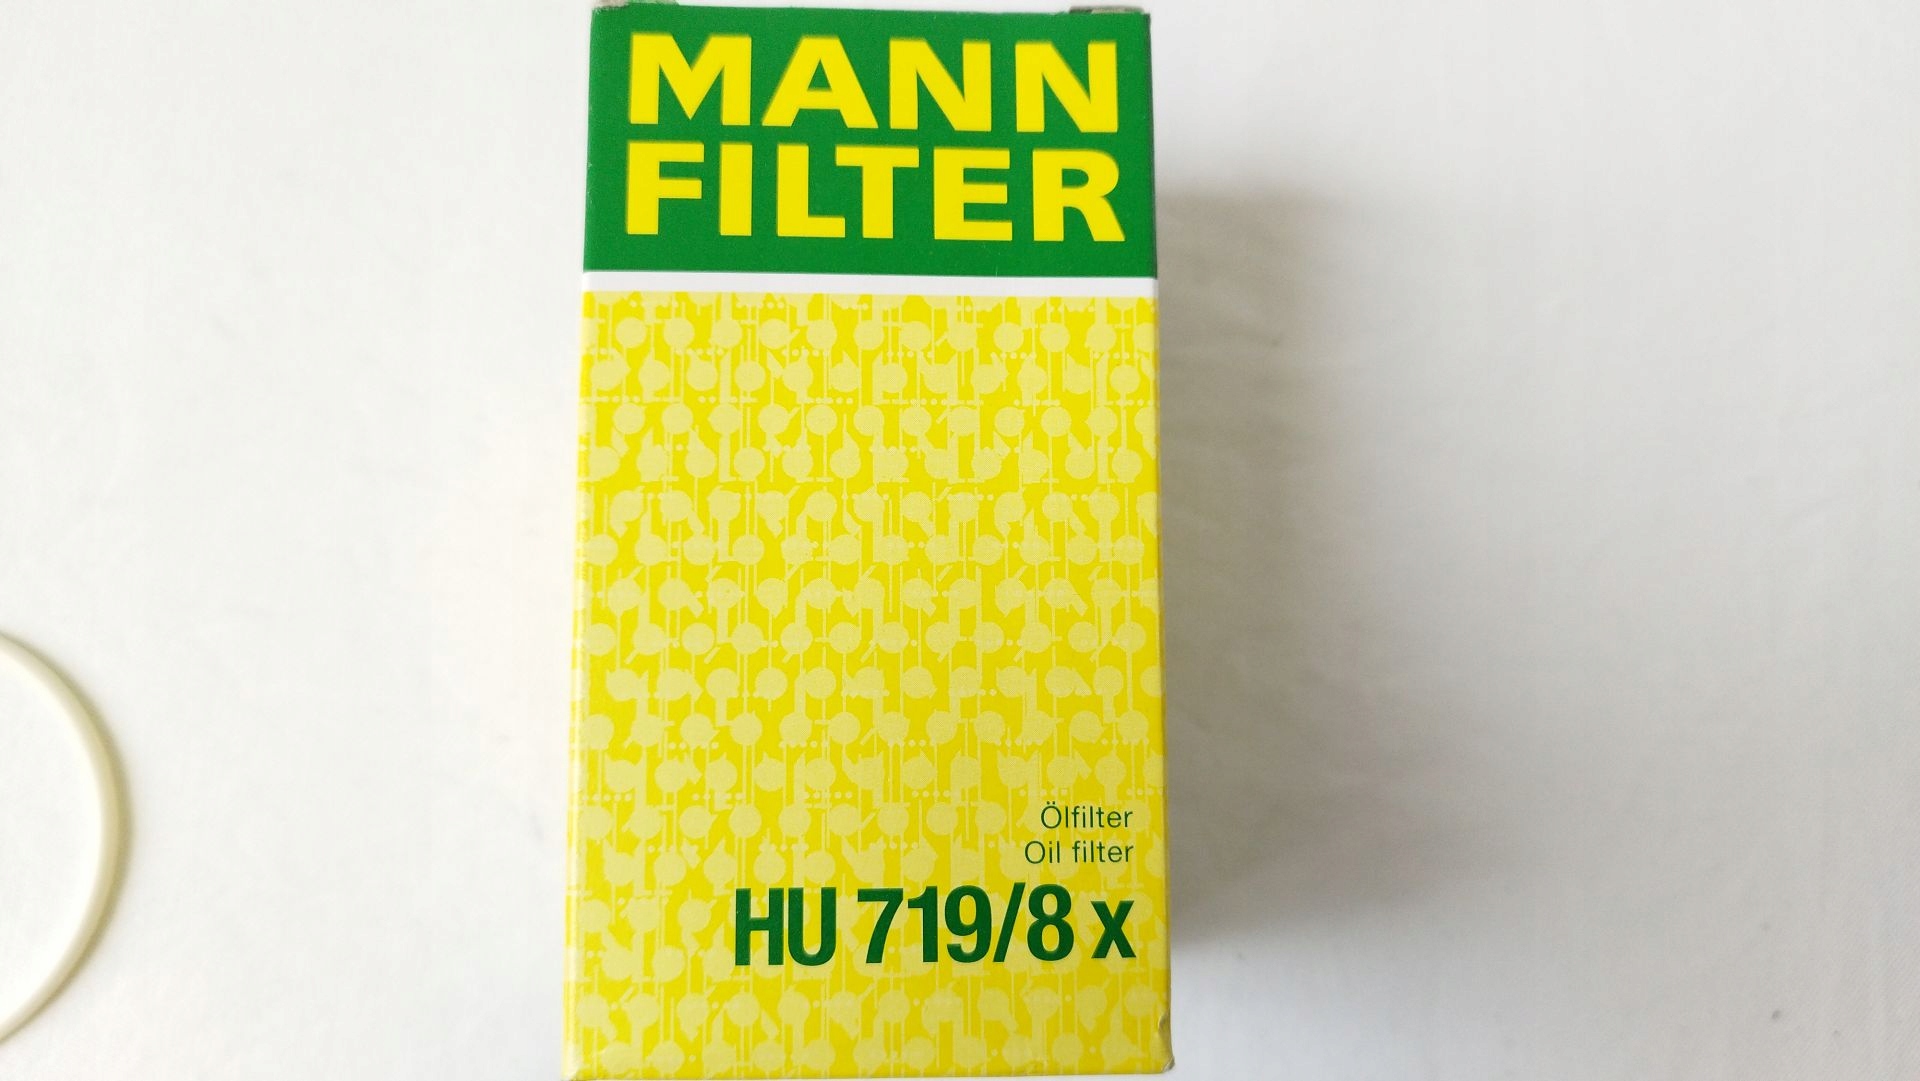 MANN
FILTER
Ölfilter
Oil filter
HU 719/8 x